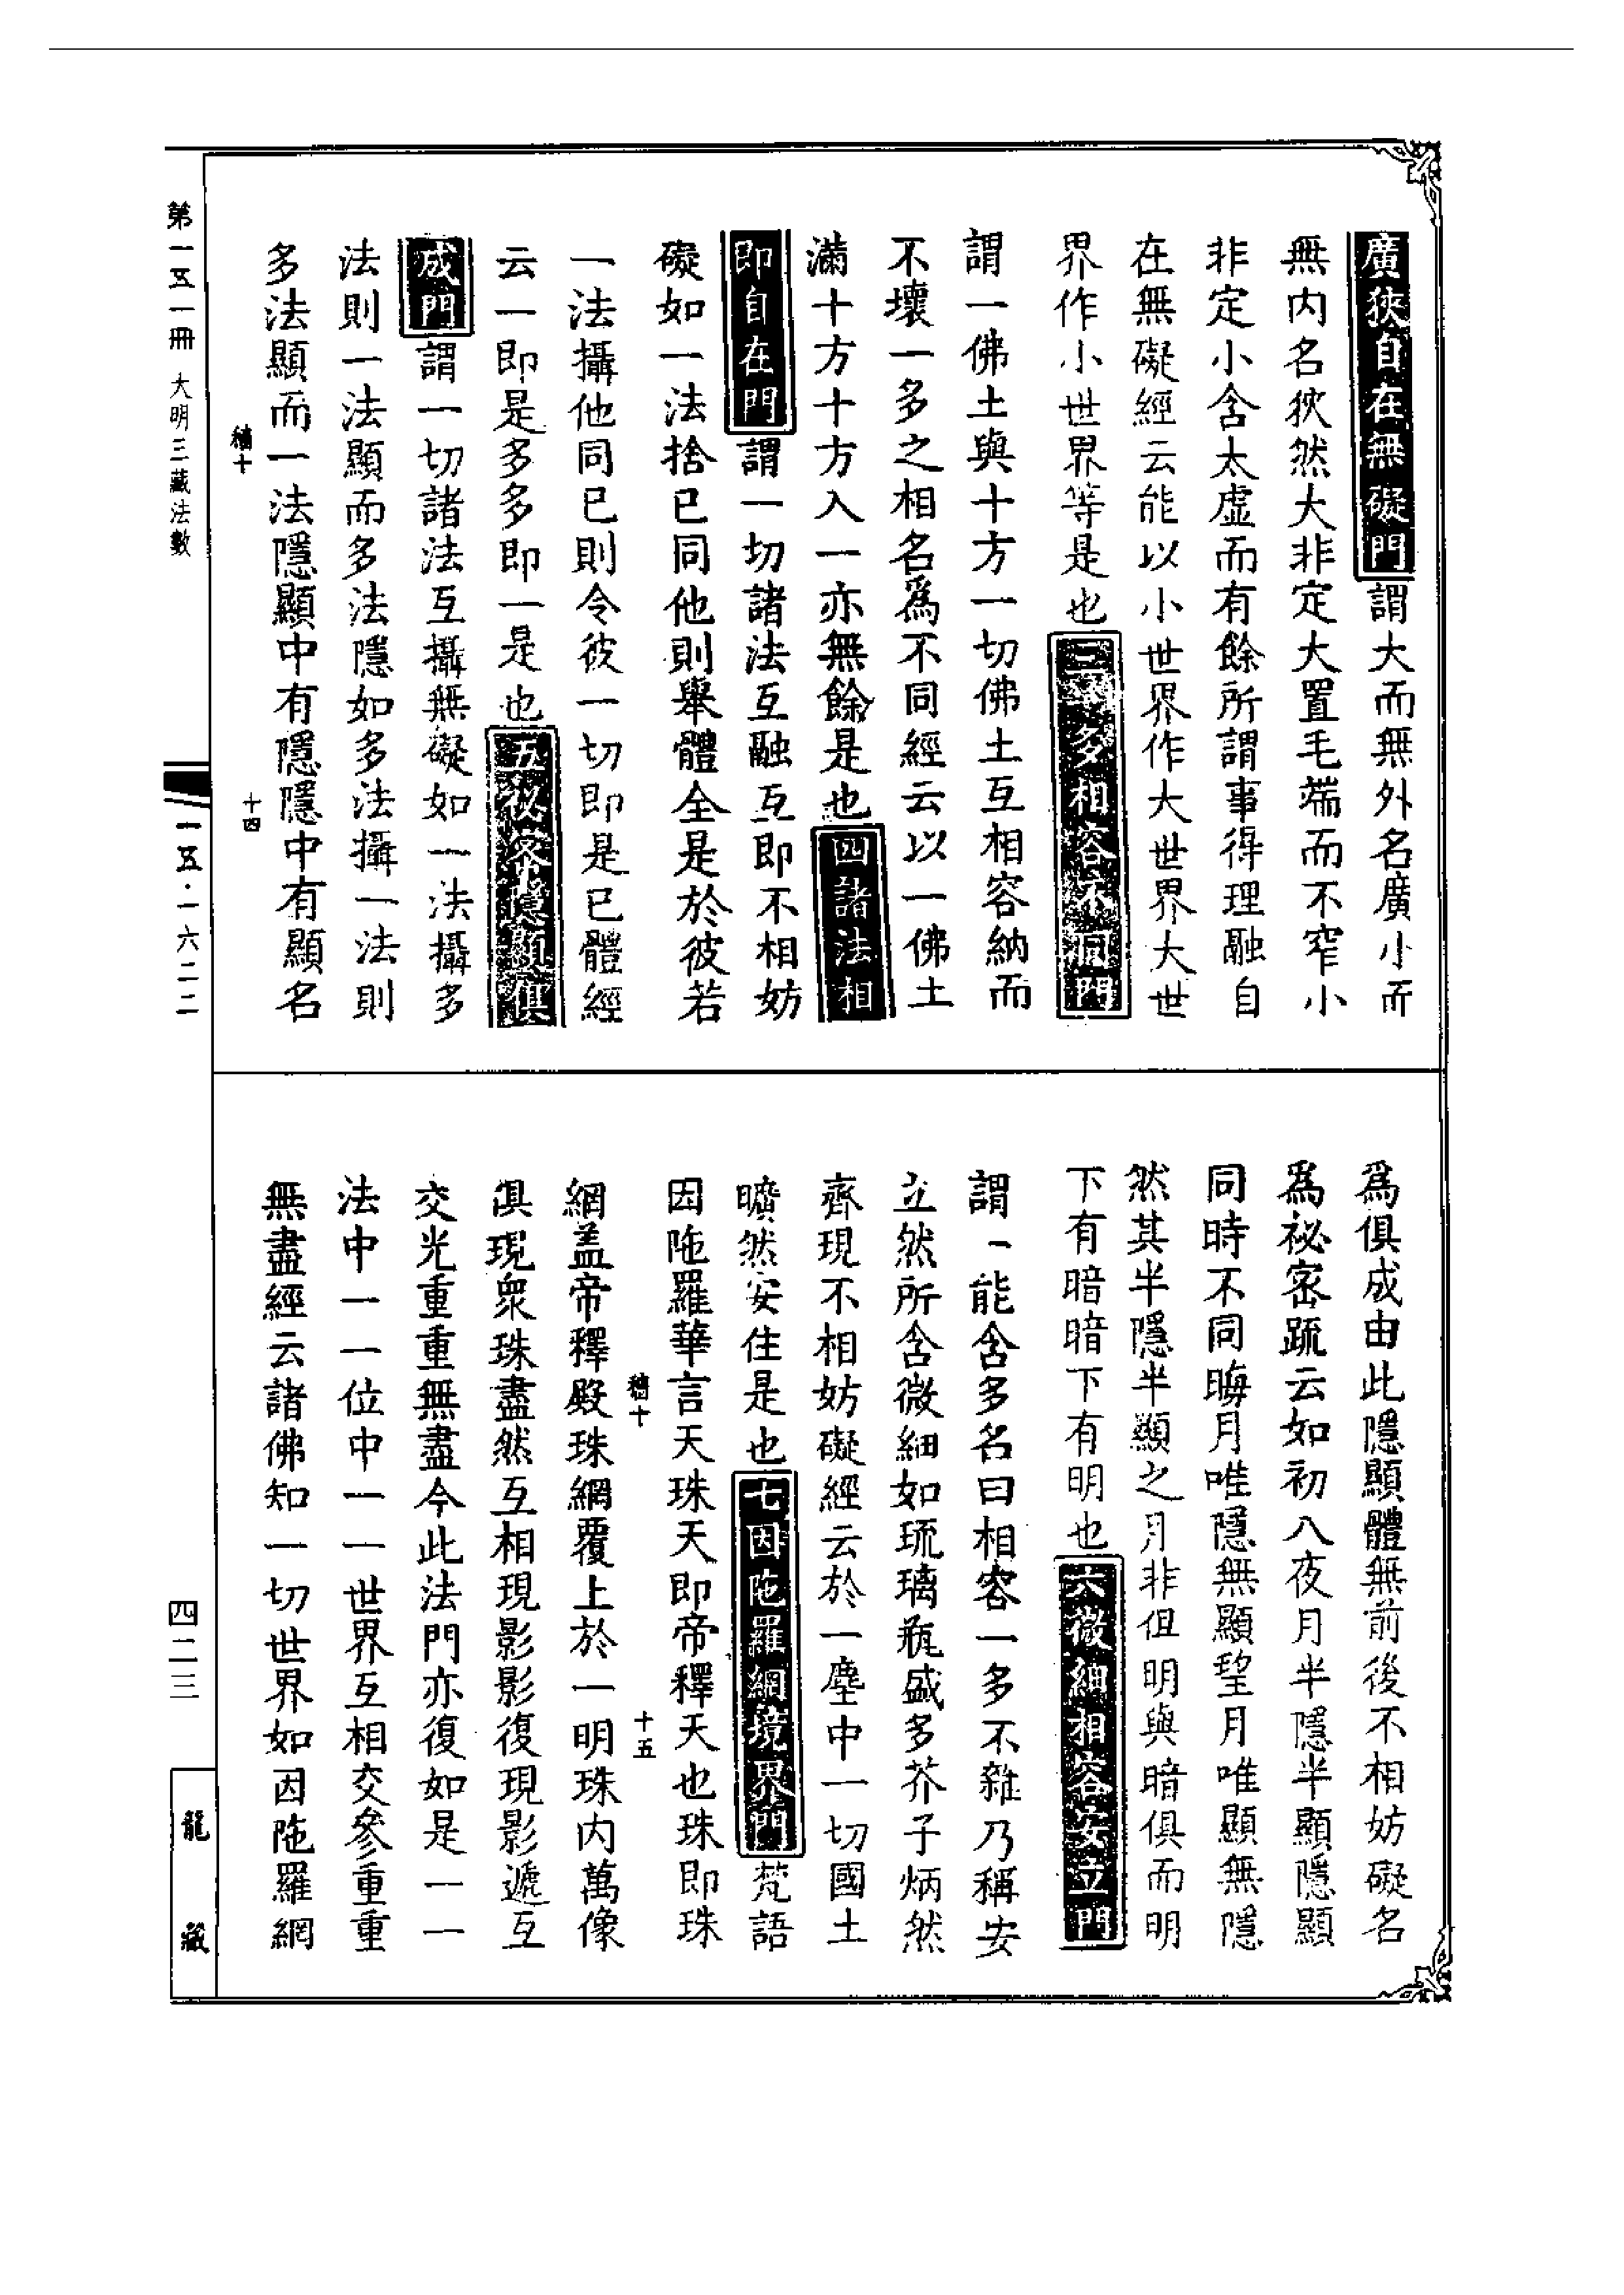 廣狹自在無礙門謂大而無外名廣小而
無内名狹然大非定大置毛端而不窄小
非定小含太虛而有餘所謂事得理融自
在無礙經云能以小世界作大世界大世
界作小世界等是也三一多相容不同門
謂一佛土與十方一切佛土互相容納而
不壞一多之相名爲不同經云以一佛土
滿十方十方入一亦無餘是也四諸法相
即自在門謂一切諸法互融互即不相妨
礙如一法捨已同他則舉體全是於彼若
一法攝他同已則令彼一切即是已體經
云一即是多多即一是也五祕密隱顯俱
成門謂一切諸法互攝無礙如一法攝多
法則一法顯而多法隱如多法攝一法則
多法顯而一法隱顯中有隱隱中有顯名
十四
爲俱成由此隱顯體無前後不相妨礙名
爲祕密䟽云如初八夜月半隱半顯隱顯
同時不同晦月唯隱無顯望月唯顯無隱
然其半隱半顯之月非但明與暗俱而明
下有暗暗下有明也六微細相容安立門
謂一能含多名曰相容一多不雜乃稱安
立然所含微細如琉璃瓶盛多芥子炳然
齊現不相妨礙經云於一塵中一切國土
曠然安住是也七因陁羅網境界門梵語
因陁羅華言天珠天即帝釋天也珠即珠
十五
網盖帝釋殿珠網覆上於一明珠内萬像
俱現衆珠盡然互相現影影復現影遞互
交光重重無盡今此法門亦復如是一一
法中一一位中一一世界互相交參重重
無盡經云諸佛知一切世界如因陁羅網
第一五一冊 大明三藏法數
一五·一六二二
四二三
龍藏